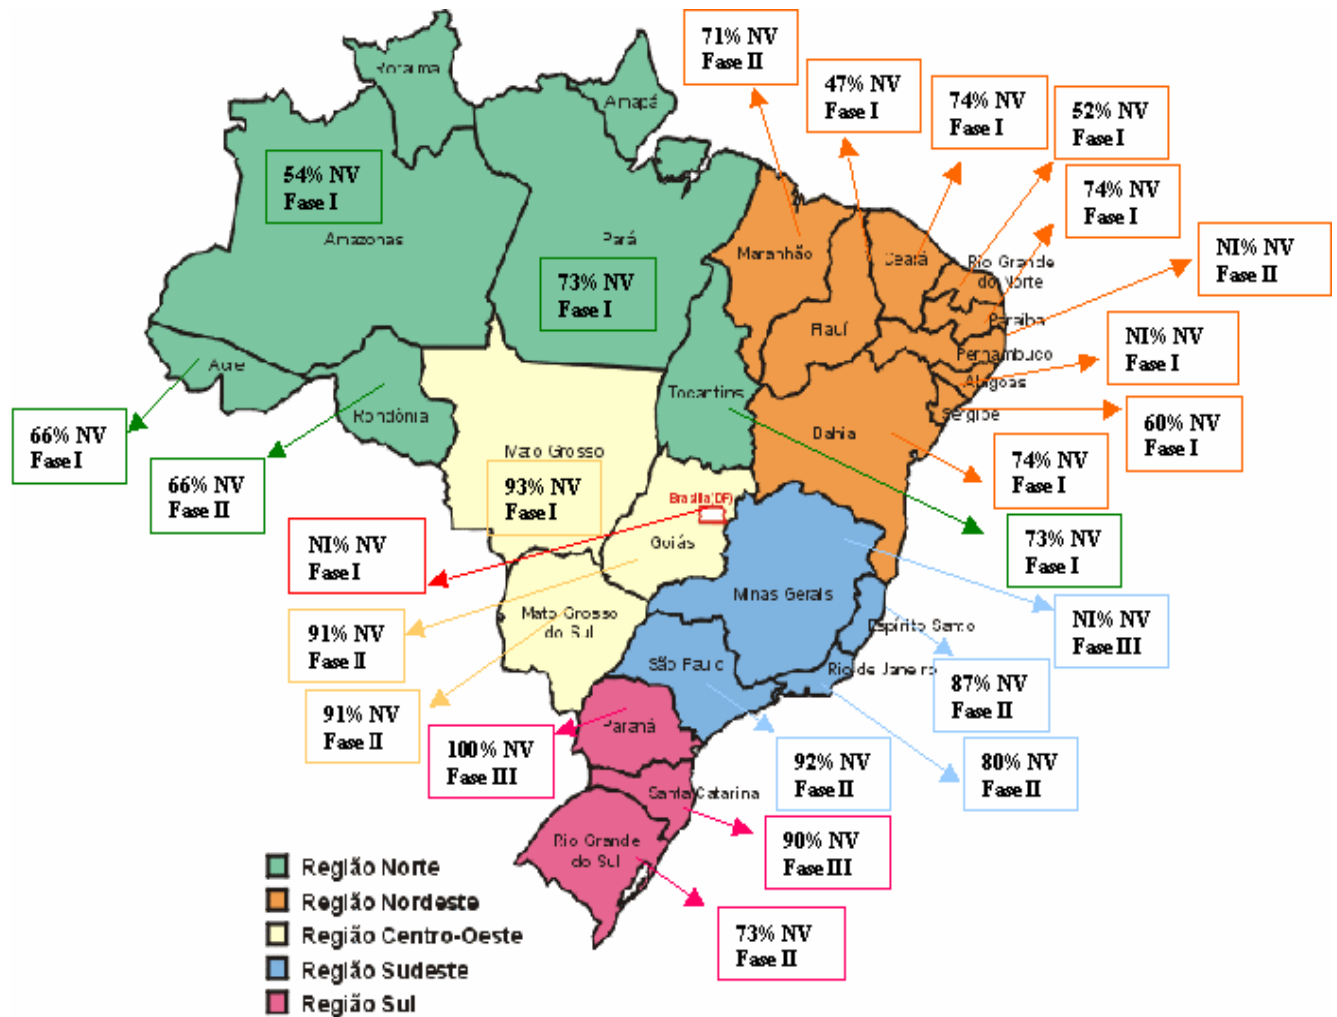 71% NV
Fase II
47% NV
Fase I
74% NV
Fase I
52% NV
Fase I
74% NV
Fase I
NI% NV
Fase II
NI% NV
Fase I
60% NV
Fase I
74% NV
Fase I
73% NV
Fase I
NI% NV
Fase III
87% NV
Fase II
80% NV
Fase II
92% NV
Fase II
90% NV
Fase III
73% NV
Fase II
100% NV
Fase III
91% NV
Fase II
91% NV
Fase II
NI% NV
Fase I
93% NV
Fase I
66% NV
Fase II
66% NV
Fase I
54% NV
Fase I
73% NV
Fase I
Roraima
Amapá
Amazonas
Pará
Acre
Rondônia
Tocantins
Maranhão
Piauí
Ceará
Rio Grande
do Norte
Paraíba
Pernambuco
Alagoas
Sergipe
Bahia
Mato Grosso
Brasília(DF)
Goiás
Mato Grosso
do Sul
Minas Gerais
Espírito Santo
Rio de Janeiro
São Paulo
Paraná
Santa Catarina
Rio Grande
do Sul
Região Norte
Região Nordeste
Região Centro-Oeste
Região Sudeste
Região Sul